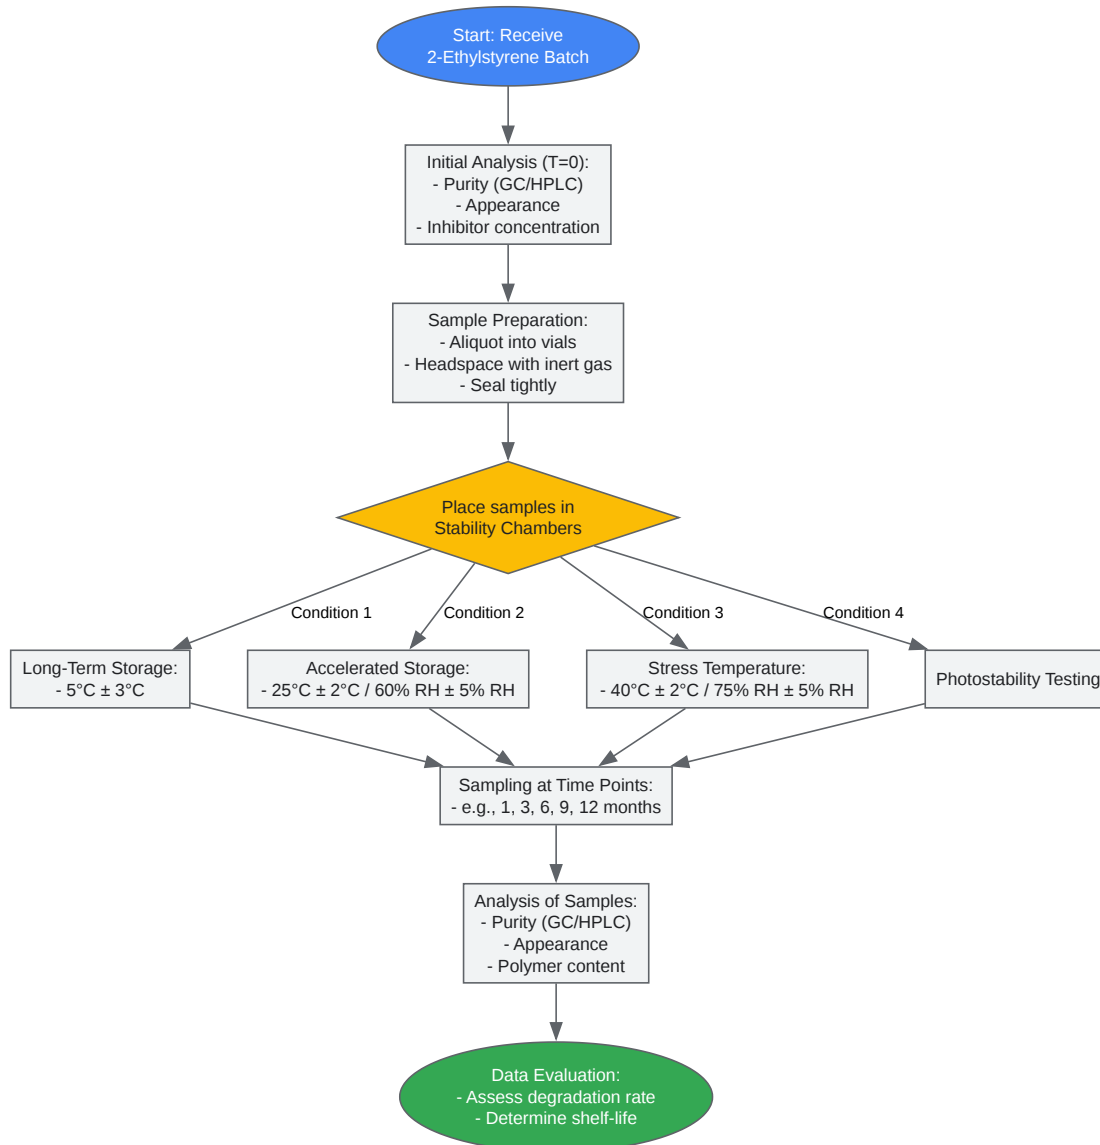 Start: Receive
2-Ethylstyrene Batch
Initial Analysis (T=0):
- Purity (GC/HPLC)
- Appearance
- Inhibitor concentration
Sample Preparation:
- Aliquot into vials
- Headspace with inert gas
- Seal tightly
Place samples in
Stability Chambers
Condition 1
Condition 2
Condition 3
Condition 4
Long-Term Storage:
- 5°C ± 3°C
Accelerated Storage:
- 25°C ± 2°C / 60% RH ± 5% RH
Stress Temperature:
- 40°C ± 2°C / 75% RH ± 5% RH
Photostability Testing
Sampling at Time Points:
- e.g., 1, 3, 6, 9, 12 months
Analysis of Samples:
- Purity (GC/HPLC)
- Appearance
- Polymer content
Data Evaluation:
- Assess degradation rate
- Determine shelf-life